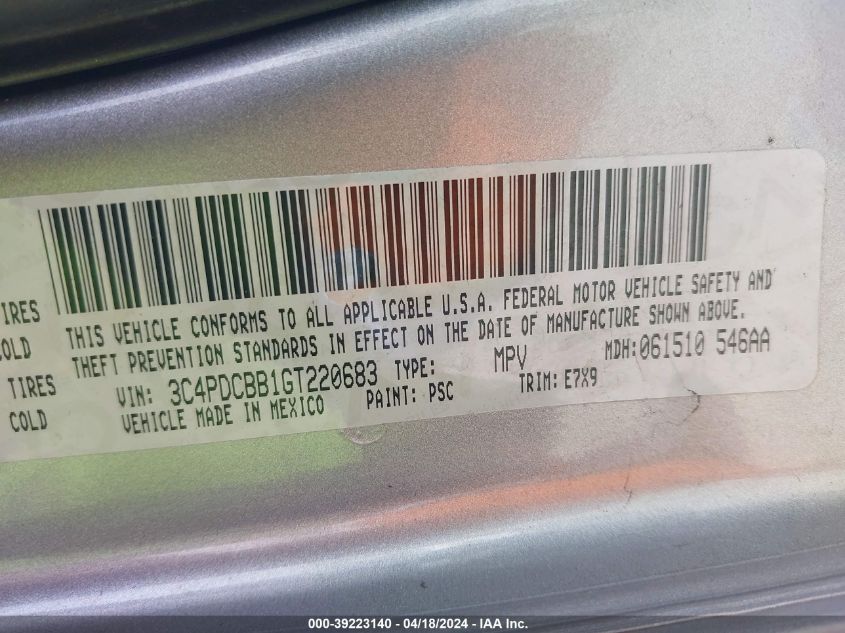 IRES
COLD
TIRES
COLD
THIS VEHICLE CONFORMS TO ALL APPLICABLE U.S.A. FEDERAL MOTOR VEHICLE SAFETY AND
THEFT PREVENTION STANDARDS IN EFFECT ON THE DATE OF MANUFACTURE SHOWN ABOVE.
VIN: 3C4PDCBB1GT220683 TYPE: MPV MDH:061510 546AA
VEHICLE MADE IN MEXICO PAINT: PSC TRIM: E7X9
000-39223140 - 04/18/2024 - IAA Inc.